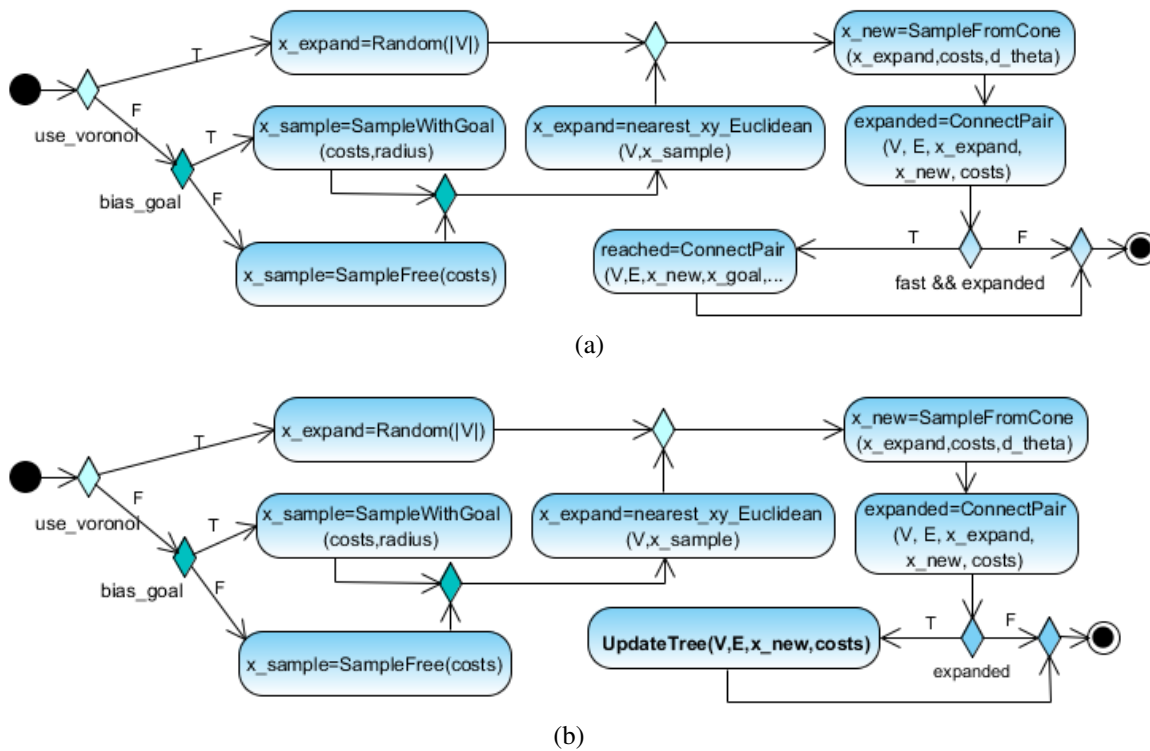 T
x_expand=Random(|V|)
x_new=SampleFromCone
(x_expand,costs,d_theta)
F
use_voronoi
T
x_sample=SampleWithGoal
(costs,radius)
x_expand=nearest_xy_Euclidean
(V,x_sample)
expanded=ConnectPair
(V, E, x_expand,
x_new, costs)
bias_goal
F
x_sample=SampleFree(costs)
reached=ConnectPair
(V,E,x_new,x_goal,...
T
F
fast && expanded
(a)
T
x_expand=Random(|V|)
x_new=SampleFromCone
(x_expand,costs,d_theta)
F
use_voronoi
T
x_sample=SampleWithGoal
(costs,radius)
x_expand=nearest_xy_Euclidean
(V,x_sample)
expanded=ConnectPair
(V, E, x_expand,
x_new, costs)
bias_goal
F
x_sample=SampleFree(costs)
UpdateTree(V,E,x_new,costs)
T
F
expanded
(b)